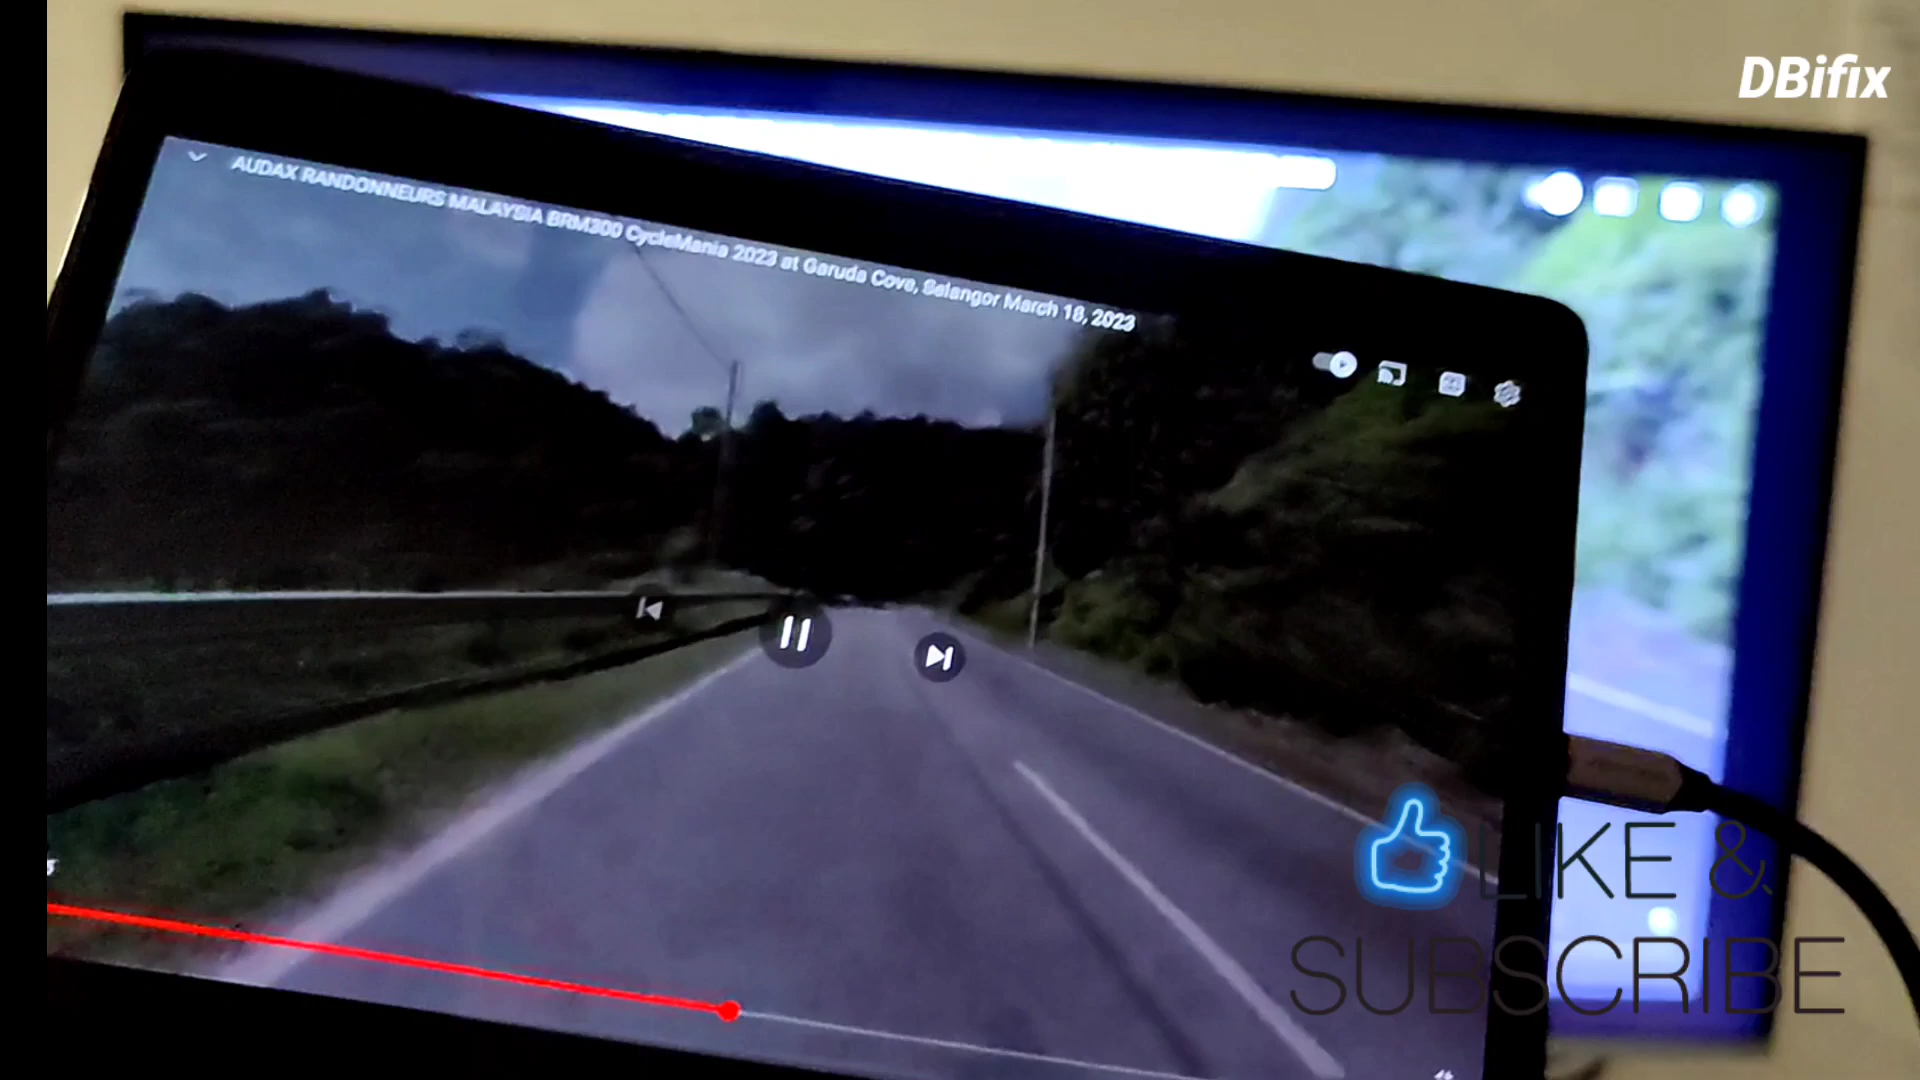 DBifix
AUDAX RANDONNEURS MALAYSIA BRM300 CycleMania 2023 at Garuda Cove, Selangor March 18, 2023
LIKE &
SUBSCRIBE